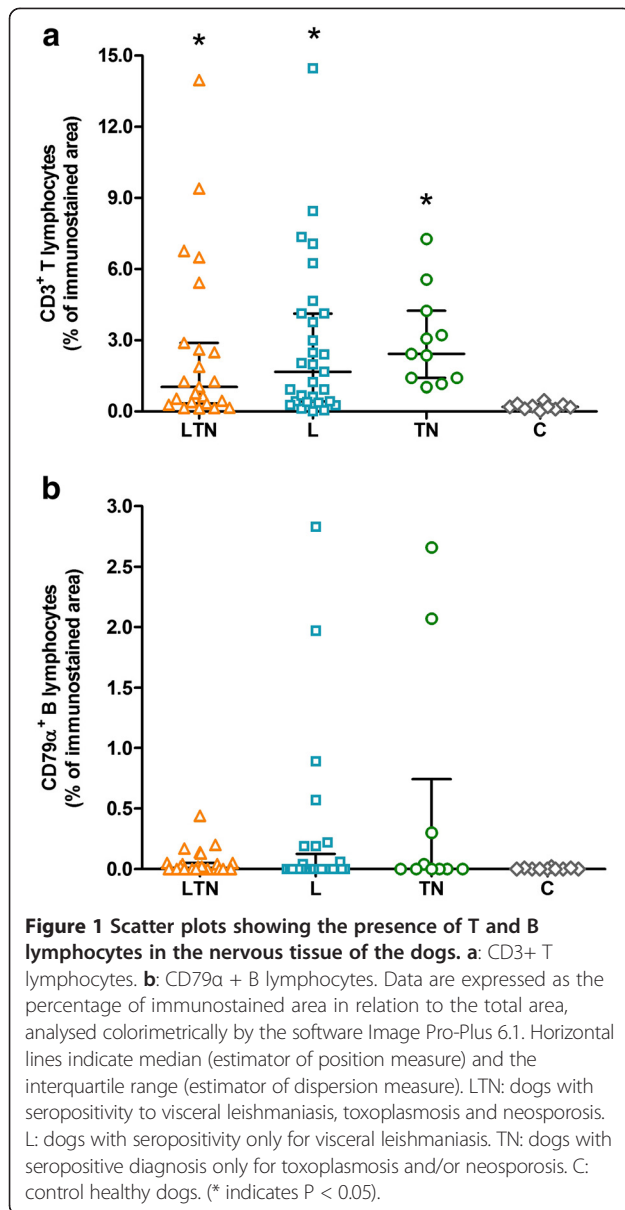 a
* * *
15.0
12.0
9.0
6.0
3.0
0.0
CD3+ T lymphocytes
(% of immunostained area)
LTN L TN C
b
3.0
2.5
2.0
1.5
1.0
0.5
0.0
CD79α+ B lymphocytes
(% of immunostained area)
LTN L TN C
Figure 1 Scatter plots showing the presence of T and B
lymphocytes in the nervous tissue of the dogs. a: CD3+ T
lymphocytes. b: CD79α + B lymphocytes. Data are expressed as the
percentage of immunostained area in relation to the total area,
analysed colorimetrically by the software Image Pro-Plus 6.1. Horizontal
lines indicate median (estimator of position measure) and the
interquartile range (estimator of dispersion measure). LTN: dogs with
seropositivity to visceral leishmaniasis, toxoplasmosis and neosporosis.
L: dogs with seropositivity only for visceral leishmaniasis. TN: dogs with
seropositive diagnosis only for toxoplasmosis and/or neosporosis. C:
control healthy dogs. (* indicates P < 0.05).